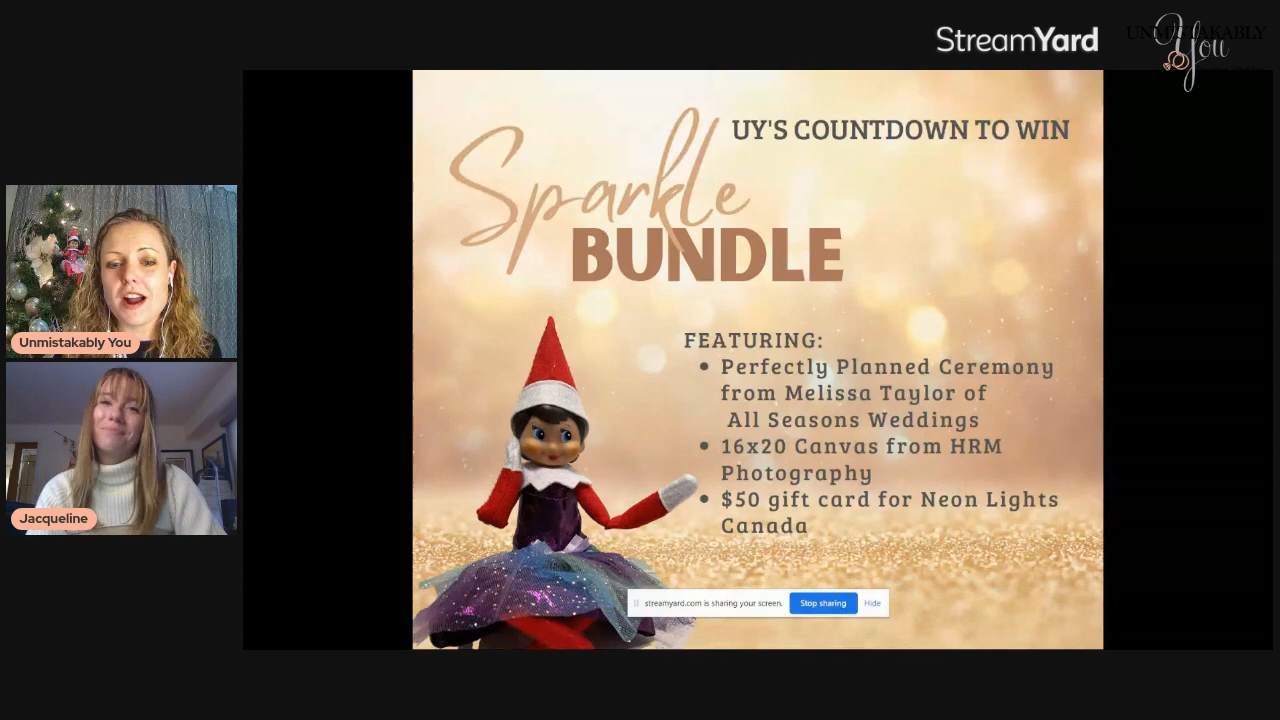 StreamYard
UNMISTAKABLY
You
UY'S COUNTDOWN TO WIN
Sparkle
BUNDLE
FEATURING:
• Perfectly Planned Ceremony
from Melissa Taylor of
All Seasons Weddings
• 16x20 Canvas from HRM
Photography
• $50 gift card for Neon Lights
Canada
streamyard.com is sharing your screen. Stop sharing Hide
Unmistakably You
Jacqueline